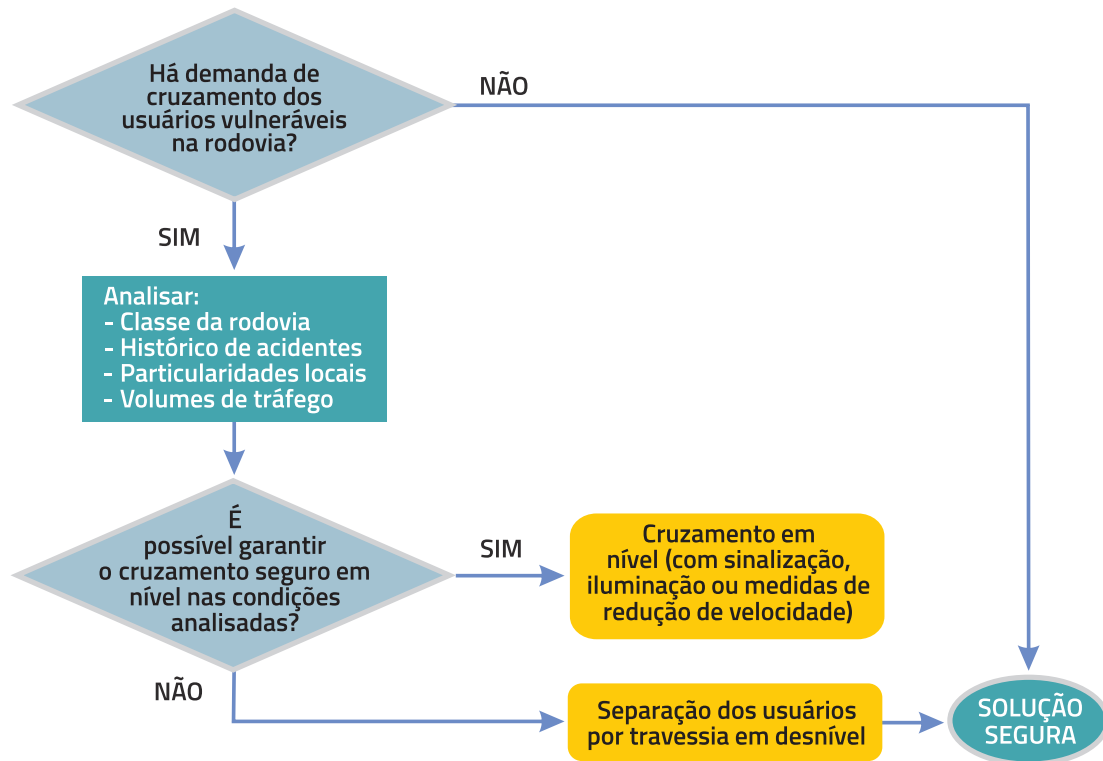 Há demanda de
cruzamento dos
usuários vulneráveis
na rodovia?
NÃO
SIM
Analisar:
- Classe da rodovia
- Histórico de acidentes
- Particularidades locais
- Volumes de tráfego
É
possível garantir
o cruzamento seguro em
nível nas condições
analisadas?
SIM
Cruzamento em
nível (com sinalização,
iluminação ou medidas de
redução de velocidade)
NÃO
Separação dos usuários
por travessia em desnível
SOLUÇÃO
SEGURA